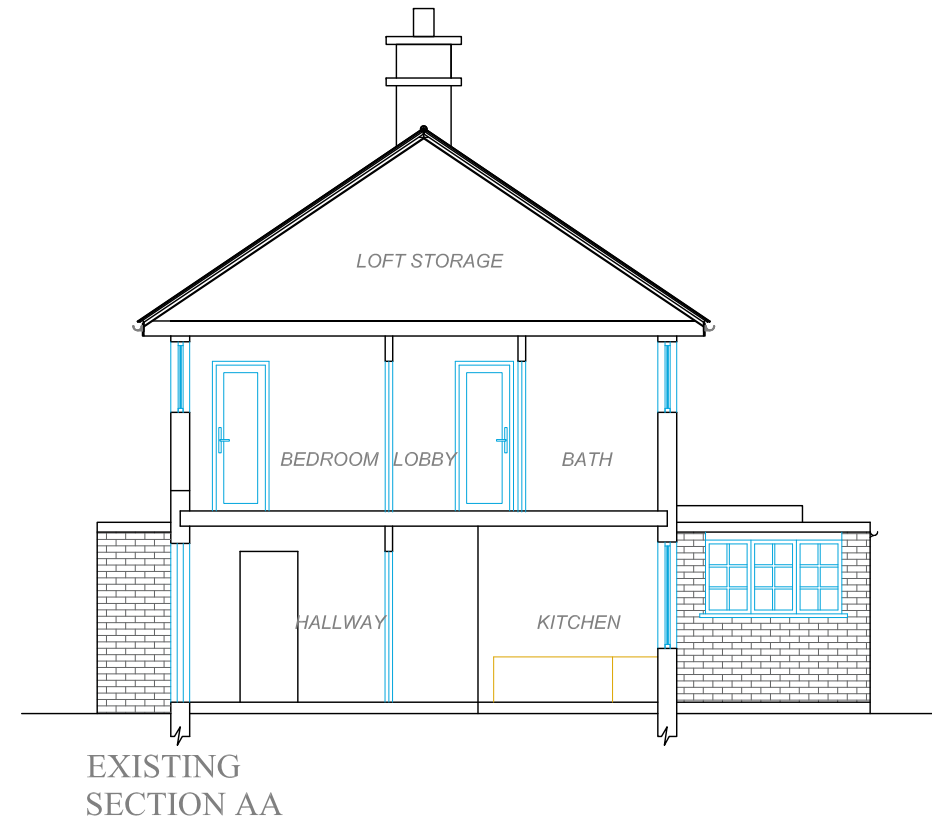 LOFT STORAGE
BEDROOM LOBBY BATH
HALLWAY KITCHEN
EXISTING
SECTION AA